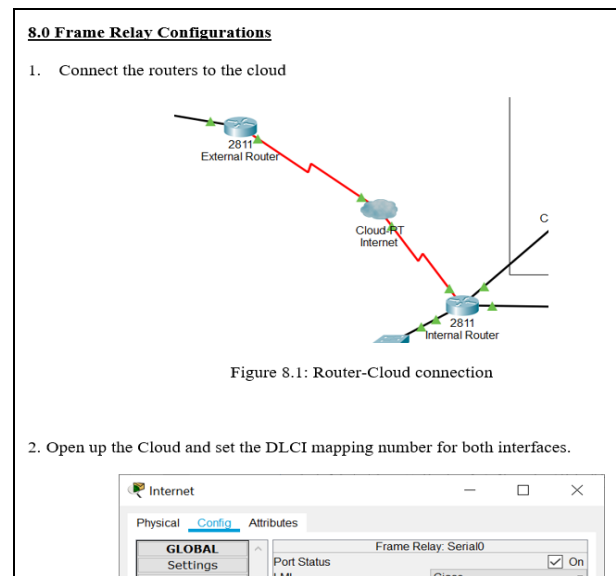 8.0 Frame Relay Configurations
1. Connect the routers to the cloud
2811
External Router
Cloud-PT
Internet
C
2811
Internal Router
Figure 8.1: Router-Cloud connection
2. Open up the Cloud and set the DLCI mapping number for both interfaces.
Internet
Physical Config Attributes
GLOBAL
Settings
Frame Relay: Serial0
Port Status On
LMI Cisco